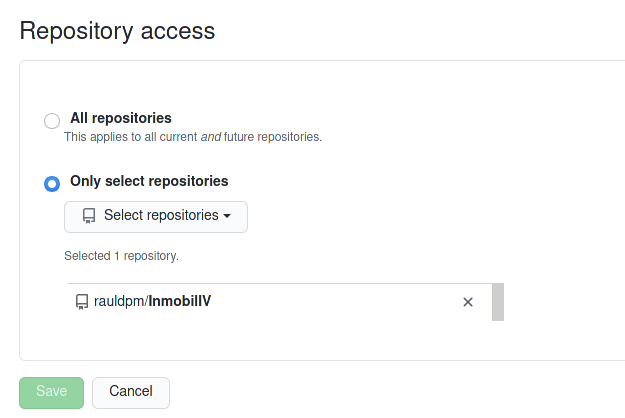 Repository access
All repositories
This applies to all current and future repositories.
Only select repositories
Select repositories
Selected 1 repository.
rauldpm/InmobilIV
Save
Cancel